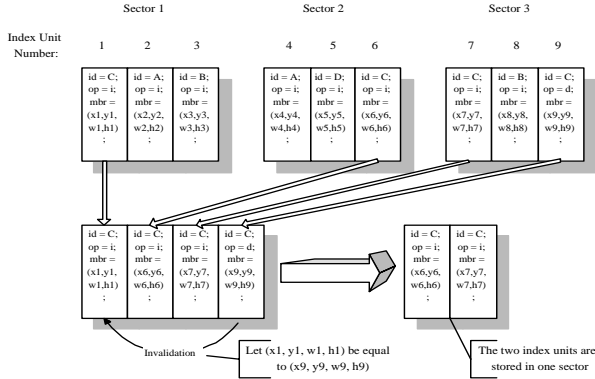 Sector 1 Sector 2 Sector 3
Index Unit
Number:
1 2 3 4 5 6 7 8 9
id = C; id = A; id = B; id = A; id = D; id = C; id = C; id = B; id = C;
op = i; op = i; op = i; op = i; op = i; op = i; op = i; op = i; op = d;
mbr = mbr = mbr = mbr = mbr = mbr = mbr = mbr = mbr =
(x1,y1, (x2,y2, (x3,y3, (x4,y4, (x5,y5, (x6,y6, (x7,y7, (x8,y8, (x9,y9,
w1,h1) w2,h2) w3,h3) w4,h4) w5,h5) w6,h6) w7,h7) w8,h8) w9,h9)
; ; ; ; ; ; ; ; ;
id = C; id = C; id = C; id = C; id = C; id = C;
op = i; op = i; op = i; op = d; op = i; op = i;
mbr = mbr = mbr = mbr = mbr = mbr =
(x1,y1, (x6,y6, (x7,y7, (x9,y9, (x6,y6, (x7,y7,
w1,h1) w6,h6) w7,h7) w9,h9) w6,h6) w7,h7)
; ; ; ; ; ;
Invalidation
Let (x1, y1, w1, h1) be equal
to (x9, y9, w9, h9)
The two index units are
stored in one sector